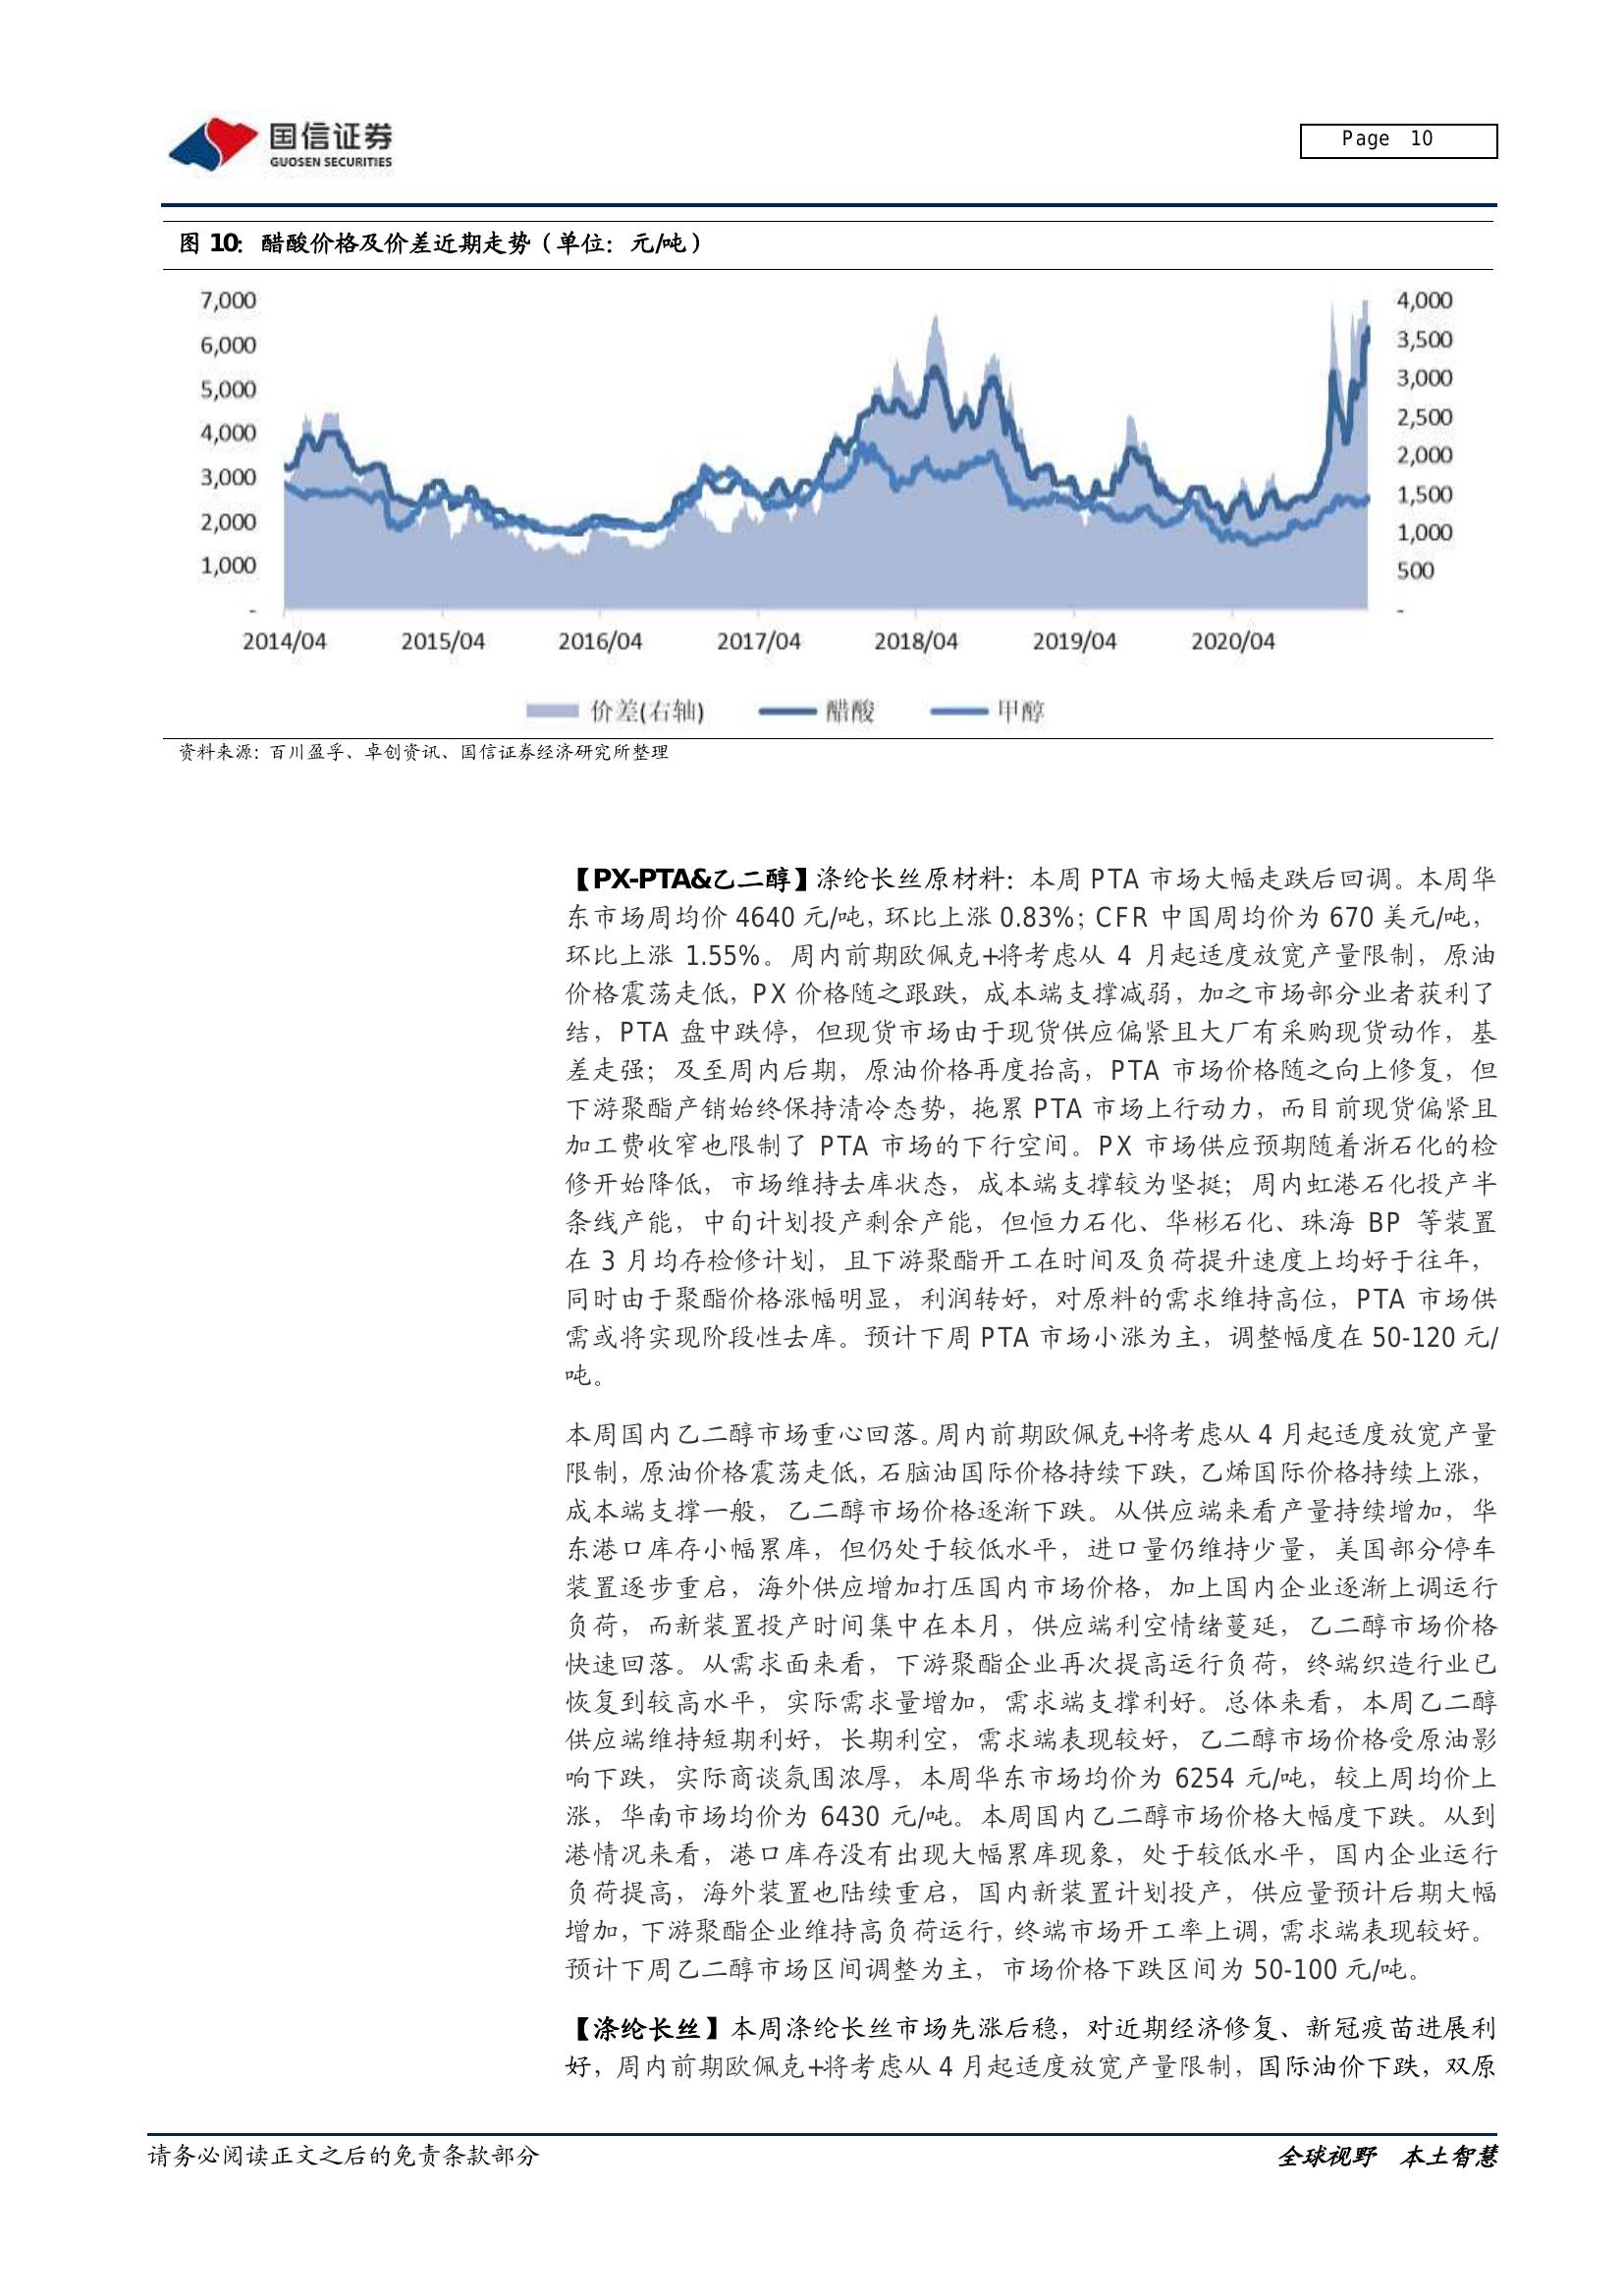 国信证券
GUOSEN SECURITIES
Page 10
图 10：醋酸价格及价差近期走势（单位：元/吨）
7,000
6,000
5,000
4,000
3,000
2,000
1,000
-
4,000
3,500
3,000
2,500
2,000
1,500
1,000
500
-
2014/04 2015/04 2016/04 2017/04 2018/04 2019/04 2020/04
价差(右轴) 醋酸 甲醇
资料来源：百川盈孚、卓创资讯、国信证券经济研究所整理
【PX-PTA&乙二醇】涤纶长丝原材料：本周 PTA 市场大幅走跌后回调。本周华
东市场周均价 4640 元/吨，环比上涨 0.83%；CFR 中国周均价为 670 美元/吨，
环比上涨 1.55%。周内前期欧佩克+将考虑从 4 月起适度放宽产量限制，原油
价格震荡走低，PX 价格随之跟跌，成本端支撑减弱，加之市场部分业者获利了
结，PTA 盘中跌停，但现货市场由于现货供应偏紧且大厂有采购现货动作，基
差走强；及至周内后期，原油价格再度抬高，PTA 市场价格随之向上修复，但
下游聚酯产销始终保持清冷态势，拖累 PTA 市场上行动力，而目前现货偏紧且
加工费收窄也限制了 PTA 市场的下行空间。PX 市场供应预期随着浙石化的检
修开始降低，市场维持去库状态，成本端支撑较为坚挺；周内虹港石化投产半
条线产能，中旬计划投产剩余产能，但恒力石化、华彬石化、珠海 BP 等装置
在 3 月均存检修计划，且下游聚酯开工在时间及负荷提升速度上均好于往年，
同时由于聚酯价格涨幅明显，利润转好，对原料的需求维持高位，PTA 市场供
需或将实现阶段性去库。预计下周 PTA 市场小涨为主，调整幅度在 50-120 元/
吨。
本周国内乙二醇市场重心回落。周内前期欧佩克+将考虑从 4 月起适度放宽产量
限制，原油价格震荡走低，石脑油国际价格持续下跌，乙烯国际价格持续上涨，
成本端支撑一般，乙二醇市场价格逐渐下跌。从供应端来看产量持续增加，华
东港口库存小幅累库，但仍处于较低水平，进口量仍维持少量，美国部分停车
装置逐步重启，海外供应增加打压国内市场价格，加上国内企业逐渐上调运行
负荷，而新装置投产时间集中在本月，供应端利空情绪蔓延，乙二醇市场价格
快速回落。从需求面来看，下游聚酯企业再次提高运行负荷，终端织造行业已
恢复到较高水平，实际需求量增加，需求端支撑利好。总体来看，本周乙二醇
供应端维持短期利好，长期利空，需求端表现较好，乙二醇市场价格受原油影
响下跌，实际商谈氛围浓厚，本周华东市场均价为 6254 元/吨，较上周均价上
涨，华南市场均价为 6430 元/吨。本周国内乙二醇市场价格大幅度下跌。从到
港情况来看，港口库存没有出现大幅累库现象，处于较低水平，国内企业运行
负荷提高，海外装置也陆续重启，国内新装置计划投产，供应量预计后期大幅
增加，下游聚酯企业维持高负荷运行，终端市场开工率上调，需求端表现较好。
预计下周乙二醇市场区间调整为主，市场价格下跌区间为 50-100 元/吨。
【涤纶长丝】本周涤纶长丝市场先涨后稳，对近期经济修复、新冠疫苗进展利
好，周内前期欧佩克+将考虑从 4 月起适度放宽产量限制，国际油价下跌，双原
请务必阅读正文之后的免责条款部分
全球视野 本土智慧